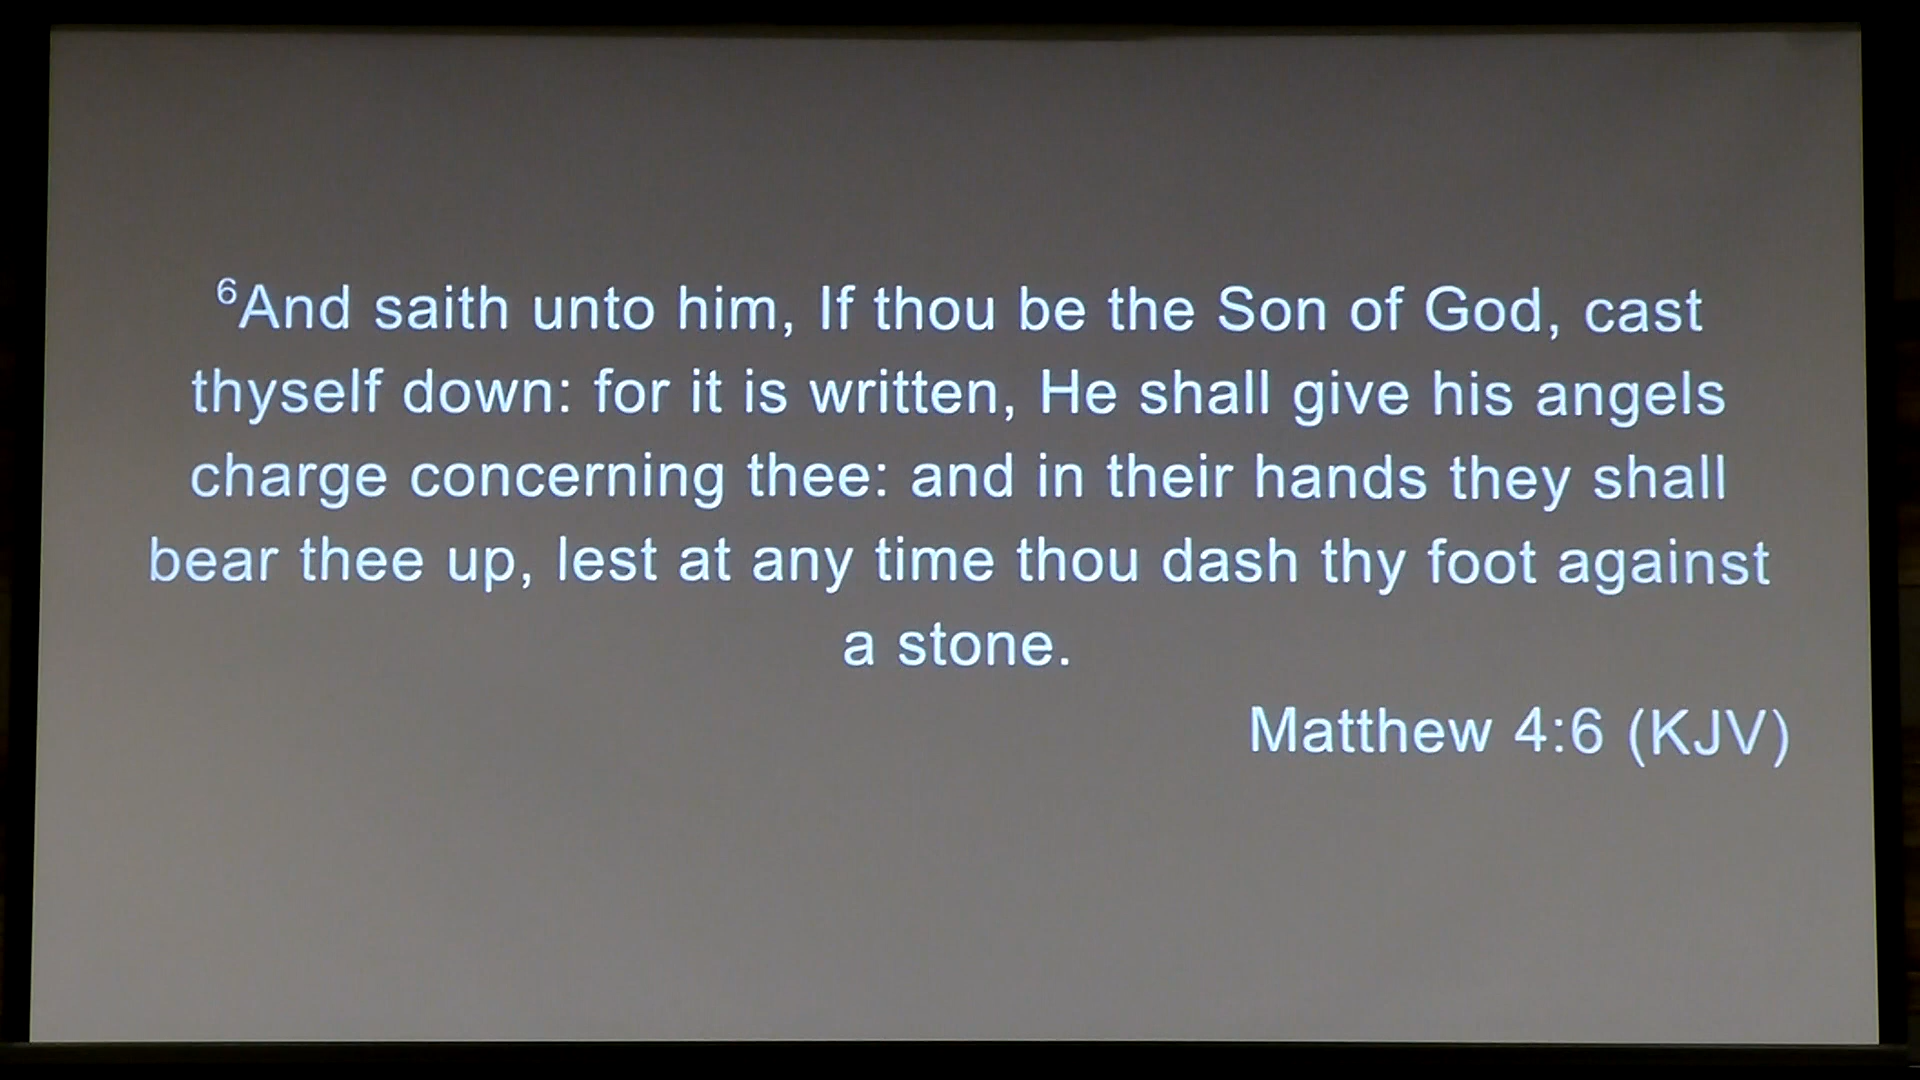 ⁶And saith unto him, If thou be the Son of God, cast
thyself down: for it is written, He shall give his angels
charge concerning thee: and in their hands they shall
bear thee up, lest at any time thou dash thy foot against
a stone.
Matthew 4:6 (KJV)